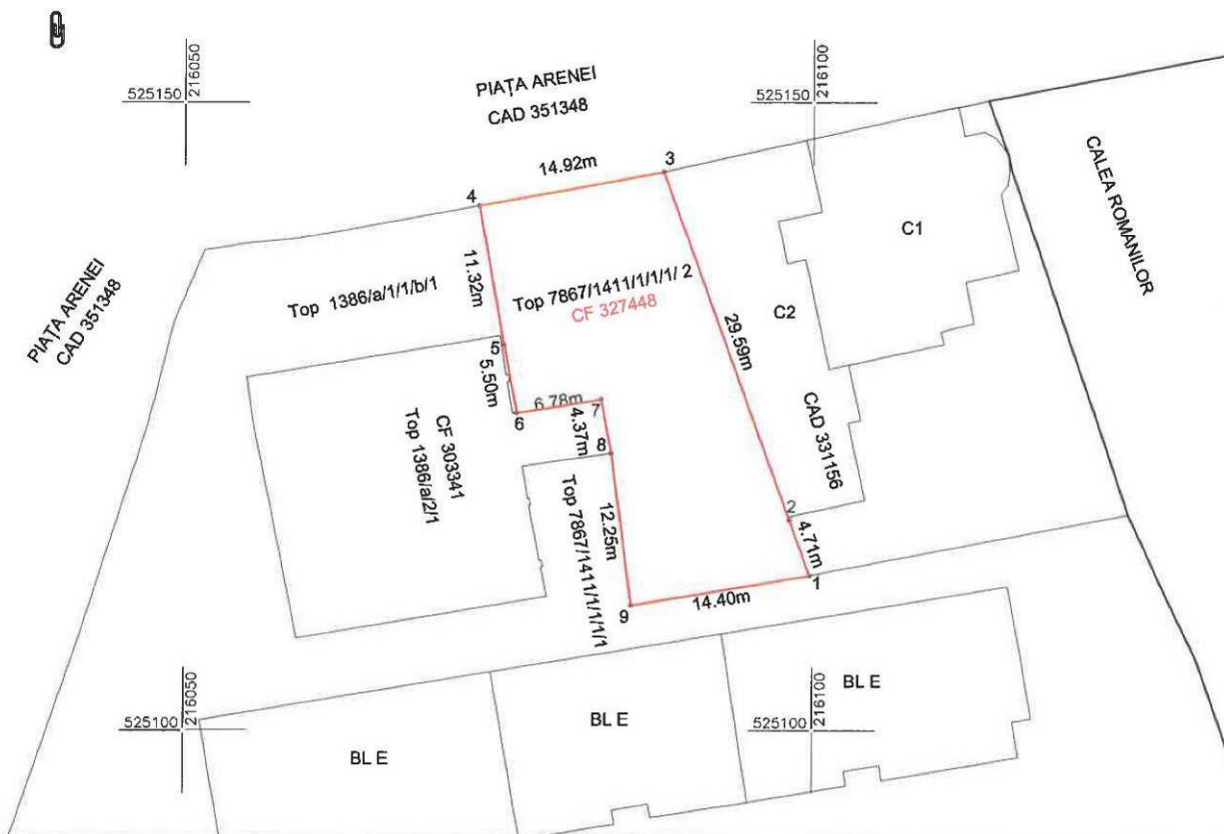 PIAȚA ARENEI
CAD 351348
525150
216050
525150
216100
3
14.92m
4
CALEA ROMANILOR
C1
PIAȚA ARENEI
CAD 351348
Top 1386/a/1/1/b/1
11.32m
Top 7867/1411/1/1/1/ 2
CF 327448
C2
29.59m
5
5.50m
6.78m
7
6
4.37m
8
CF 303341
Top 1386/a/2/1
CAD 331156
Top 7867/1411/1/1/1/1
12.25m
2
4.71m
1
14.40m
9
525100
216050
525100
216100
BL E
BL E
BL E